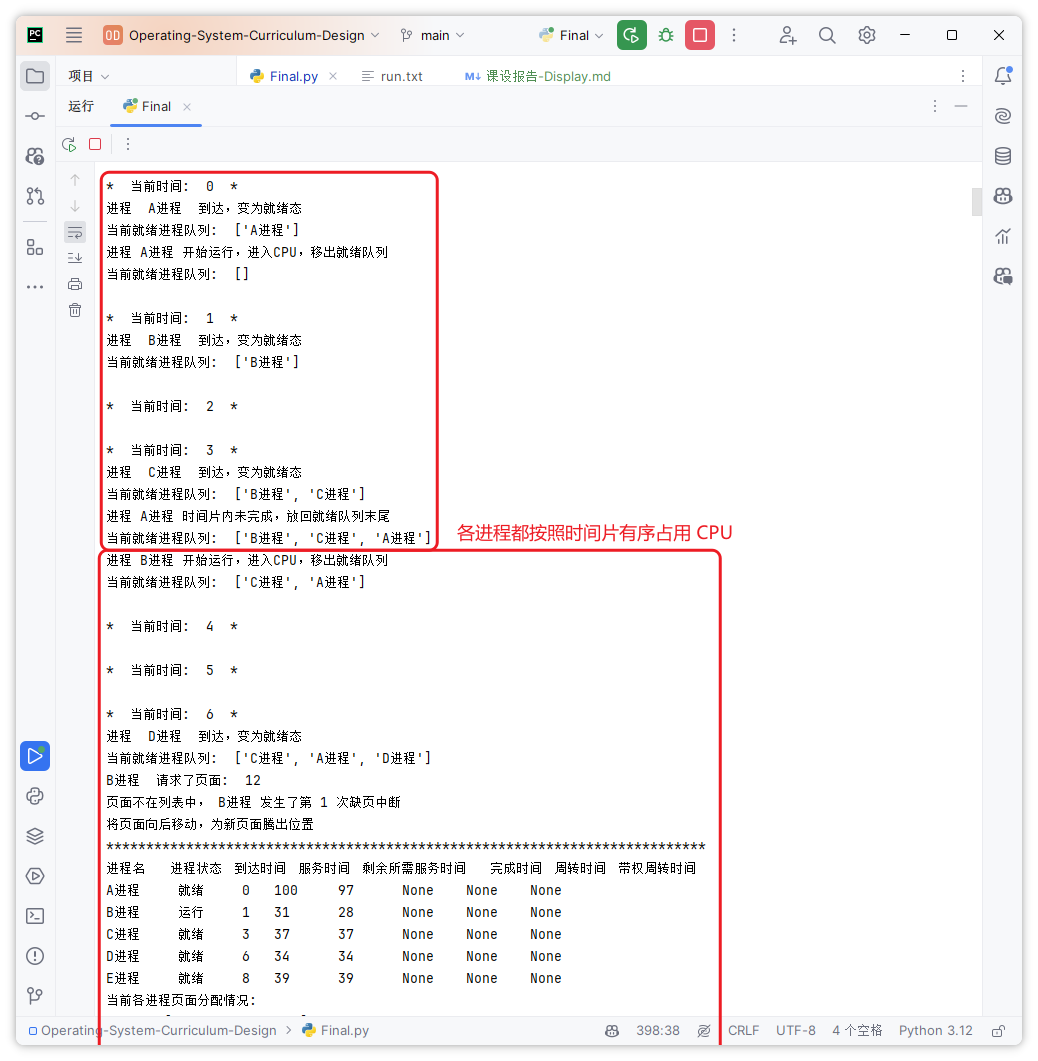 PC
OD Operating-System-Curriculum-Design main Final
项目 Final.py run.txt M↓ 课设报告-Display.md
运行 Final
* 当前时间: 0 *
进程 A进程 到达，变为就绪态
当前就绪进程队列: ['A进程']
进程 A进程 开始运行，进入CPU，移出就绪队列
当前就绪进程队列: []
* 当前时间: 1 *
进程 B进程 到达，变为就绪态
当前就绪进程队列: ['B进程']
* 当前时间: 2 *
* 当前时间: 3 *
进程 C进程 到达，变为就绪态
当前就绪进程队列: ['B进程', 'C进程']
进程 A进程 时间片内未完成，放回就绪队列末尾
当前就绪进程队列: ['B进程', 'C进程', 'A进程']
各进程都按照时间片有序占用 CPU
进程 B进程 开始运行，进入CPU，移出就绪队列
当前就绪进程队列: ['C进程', 'A进程']
* 当前时间: 4 *
* 当前时间: 5 *
* 当前时间: 6 *
进程 D进程 到达，变为就绪态
当前就绪进程队列: ['C进程', 'A进程', 'D进程']
B进程 请求了页面: 12
页面不在列表中， B进程 发生了第 1 次缺页中断
将页面向后移动，为新页面腾出位置
***************************************************************************
进程名 进程状态 到达时间 服务时间 剩余所需服务时间 完成时间 周转时间 带权周转时间
A进程 就绪 0 100 97 None None None
B进程 运行 1 31 28 None None None
C进程 就绪 3 37 37 None None None
D进程 就绪 6 34 34 None None None
E进程 就绪 8 39 39 None None None
当前各进程页面分配情况:
Operating-System-Curriculum-Design > Final.py 398:38 CRLF UTF-8 4 个空格 Python 3.12